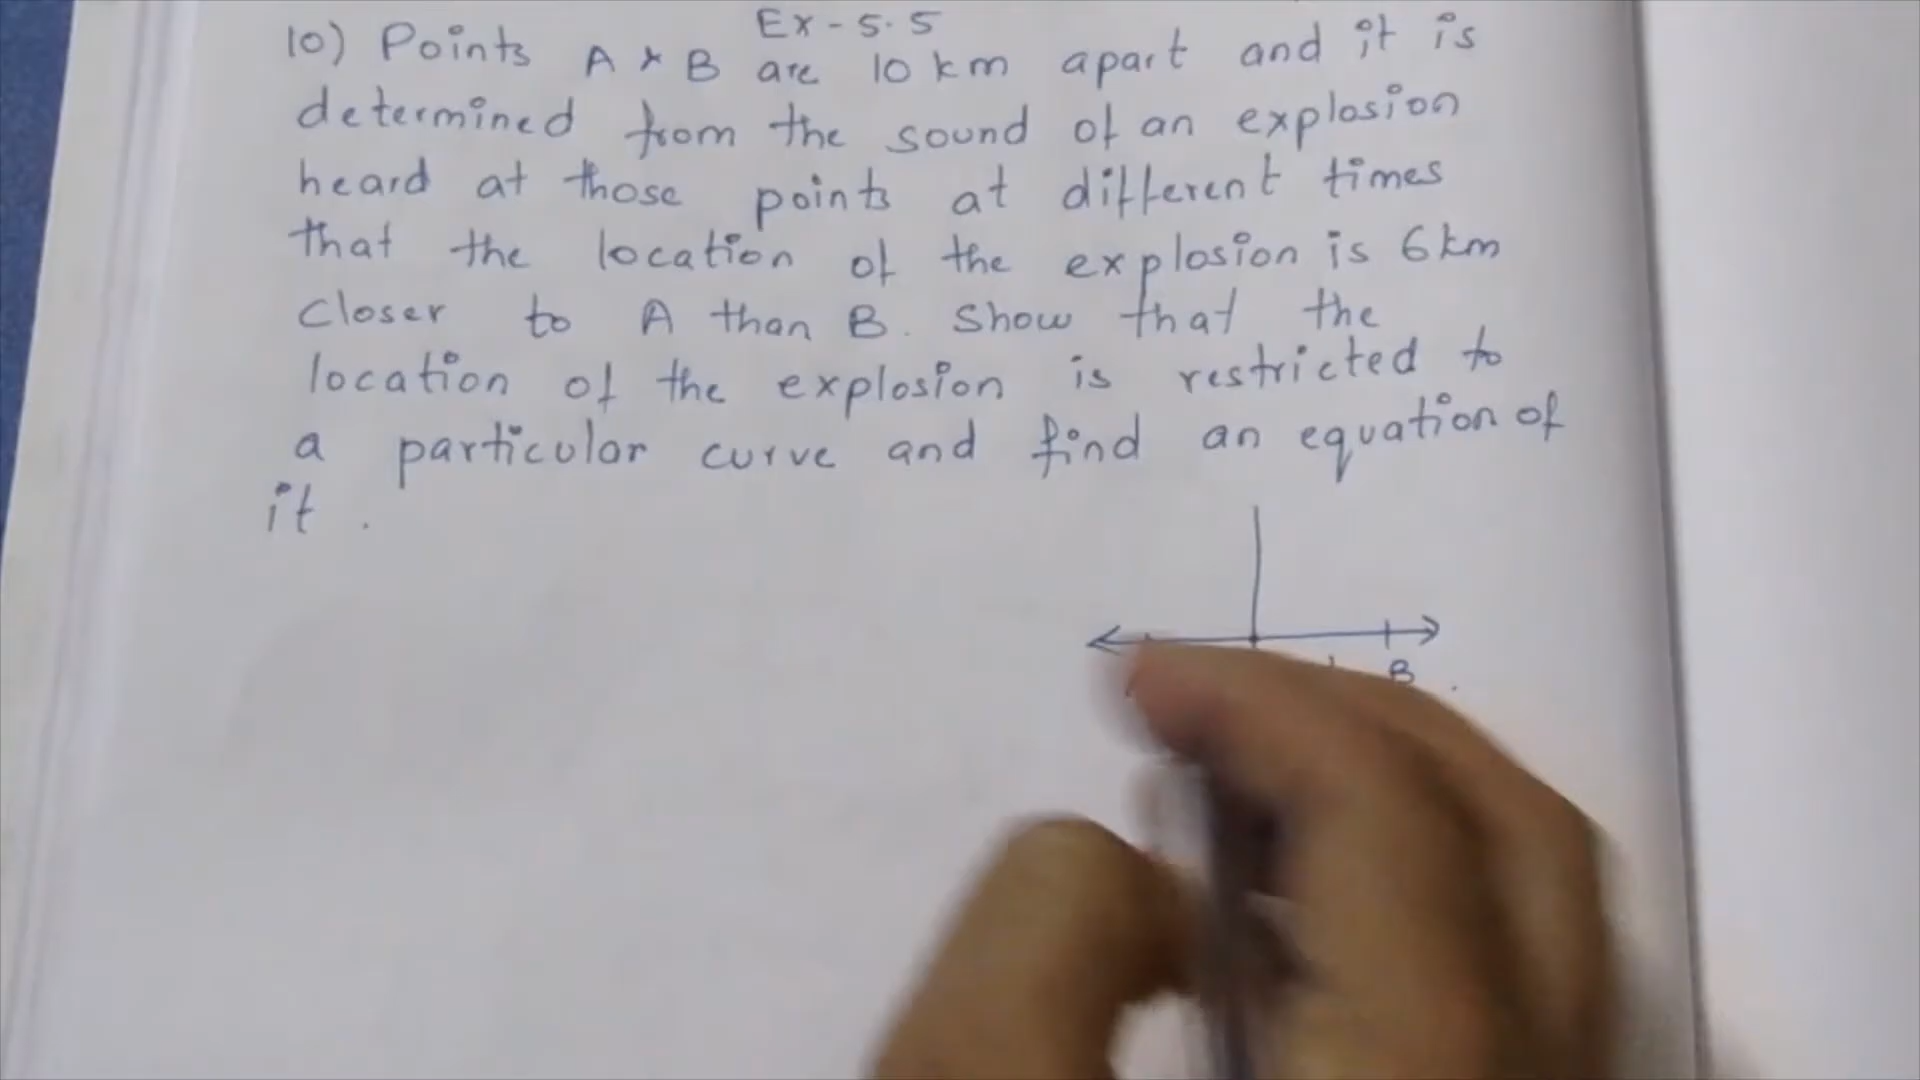 Ex - 5.5
10) Points A & B are 10 km apart and it is
determined from the sound of an explosion
heard at those points at different times
that the location of the explosion is 6 km
closer to A than B. Show that the
location of the explosion is restricted to
a particular curve and find an equation of
it.
B